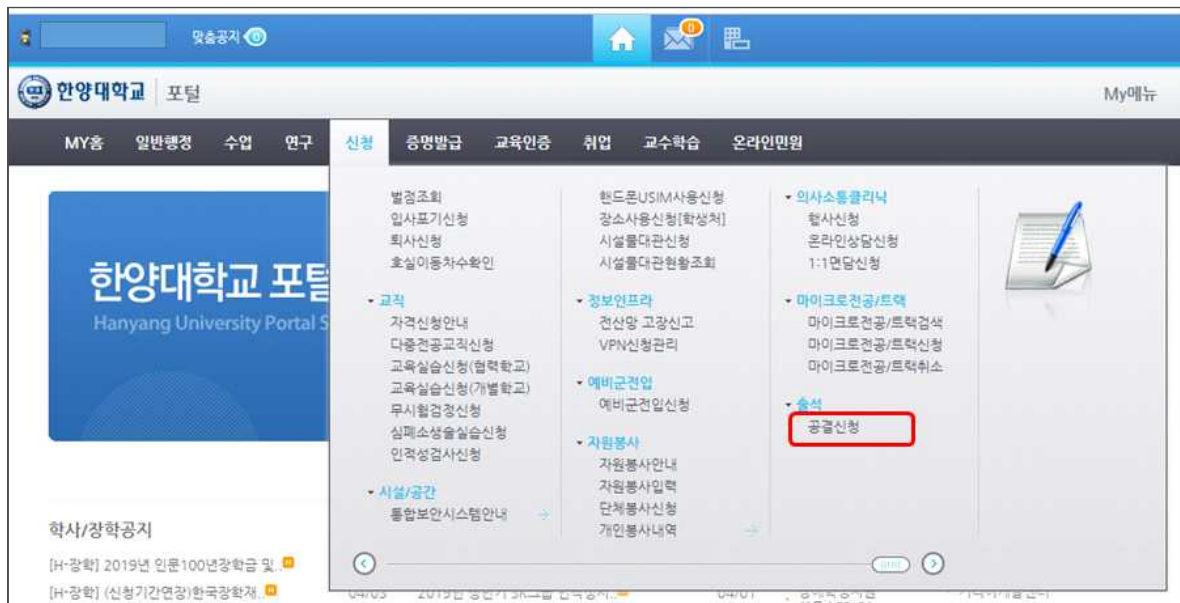 맞춤공지 0
0
한양대학교 포털
My메뉴
MY홈 일반행정 수업 연구 신청 증명발급 교육인증 취업 교수학습 온라인민원
한양대학교 포털
Hanyang University Portal S
벌점조회
입사포기신청
퇴사신청
호실이동차수확인
교직
자격신청안내
다중전공교직신청
교육실습신청(협력학교)
교육실습신청(개별학교)
무시험검정신청
심폐소생술실습신청
인적성검사신청
시설/공간
통합보안시스템안내
핸드폰USIM사용신청
장소사용신청[학생처]
시설물대관신청
시설물대관현황조회
정보인프라
전산망 고장신고
VPN신청관리
예비군전입
예비군전입신청
자원봉사
자원봉사안내
자원봉사입력
단체봉사신청
개인봉사내역
의사소통클리닉
행사신청
온라인상담신청
1:1면담신청
마이크로전공/트랙
마이크로전공/트랙검색
마이크로전공/트랙신청
마이크로전공/트랙취소
출석
공결신청
학사/장학공지
[H-장학] 2019년 인문100년장학금 및..
[H-장학] (신청기간연장)한국장학재..
04/03
04/01